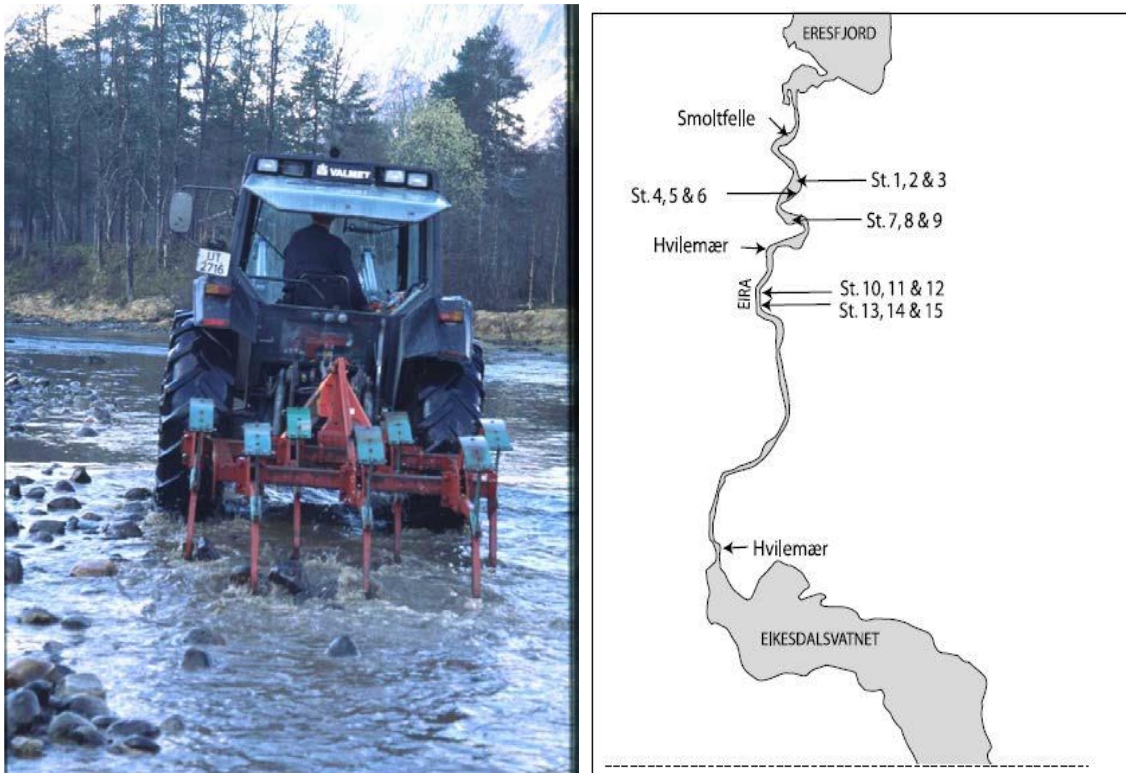 VALMET
UT
2716
ERESFJORD
Smoltfelle
St. 1, 2 & 3
St. 4, 5 & 6
St. 7, 8 & 9
Hvilemær
EIRA
St. 10, 11 & 12
St. 13, 14 & 15
Hvilemær
EIKESDALSVATNET